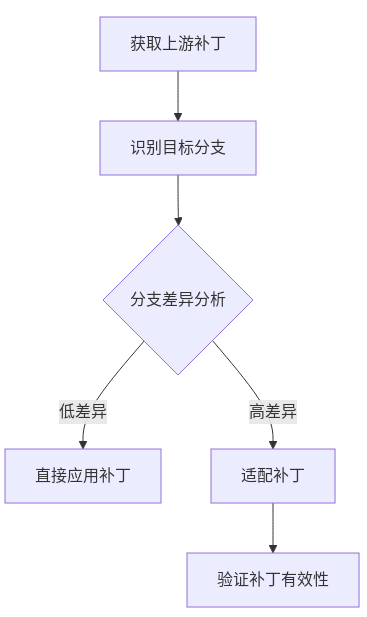 获取上游补丁
识别目标分支
分支差异分析
低差异
高差异
直接应用补丁
适配补丁
验证补丁有效性